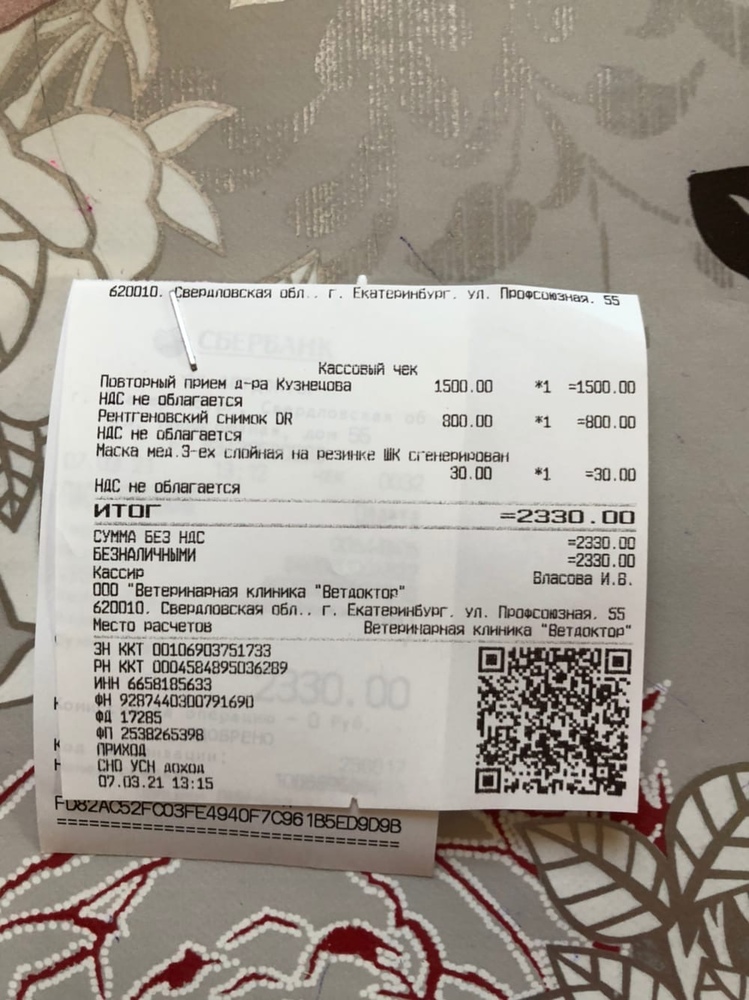 620010. Свердловская обл.. г. Екатеринбург. ул. Профсоюзная. 55
СБЕРБАНК
Кассовый чек
Повторный прием д-ра Кузнецова 1500.00 *1 =1500.00
НДС не облагается
Рентгеновский снимок DR 800.00 *1 =800.00
НДС не облагается
Маска мед.3-ех слойная на резинке ШК сгенерирован
30.00 *1 =30.00
НДС не облагается
ИТОГ =2330.00
СУММА БЕЗ НДС =2330.00
БЕЗНАЛИЧНЫМИ =2330.00
Кассир Власова И.В.
ООО "Ветеринарная клиника "Ветдоктор"
620010. Свердловская обл.. г. Екатеринбург. ул. Профсоюзная. 55
Место расчетов Ветеринарная клиника "Ветдоктор"
ЗН ККТ 00106903751733
РН ККТ 0004584895036289
ИНН 6658185633
ФН 9287440300791690
ФД 17285
ФП 2538265398
ПРИХОД
СНО УСН доход
07.03.21 13:15
2330.00
FD82AC52FC03FE4940F7C961B5ED9D9B
================================